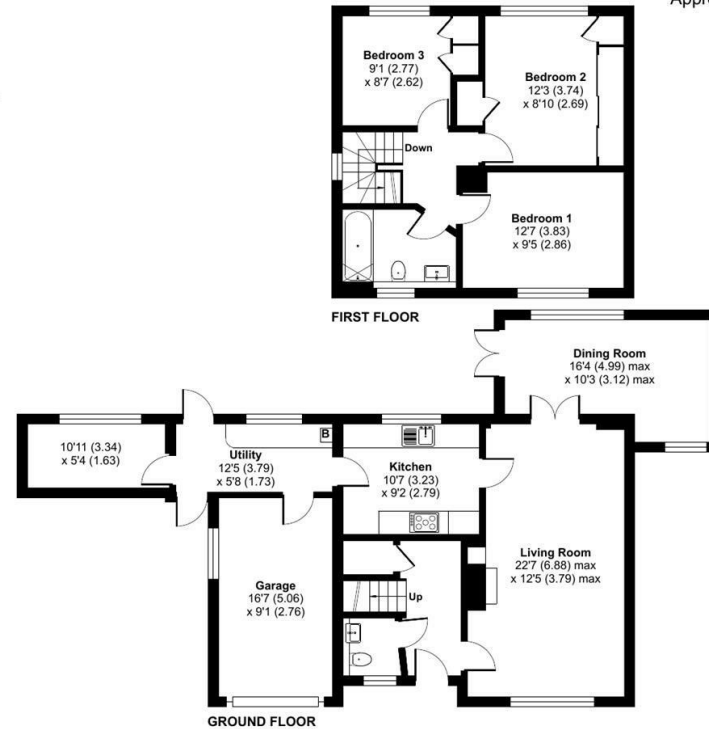 Appro
Bedroom 3
9'1 (2.77)
x 8'7 (2.62)
Bedroom 2
12'3 (3.74)
x 8'10 (2.69)
Down
Bedroom 1
12'7 (3.83)
x 9'5 (2.86)
FIRST FLOOR
Dining Room
16'4 (4.99) max
x 10'3 (3.12) max
10'11 (3.34)
x 5'4 (1.63)
B
Utility
12'5 (3.79)
x 5'8 (1.73)
Kitchen
10'7 (3.23)
x 9'2 (2.79)
Living Room
22'7 (6.88) max
x 12'5 (3.79) max
Garage
16'7 (5.06)
x 9'1 (2.76)
Up
GROUND FLOOR